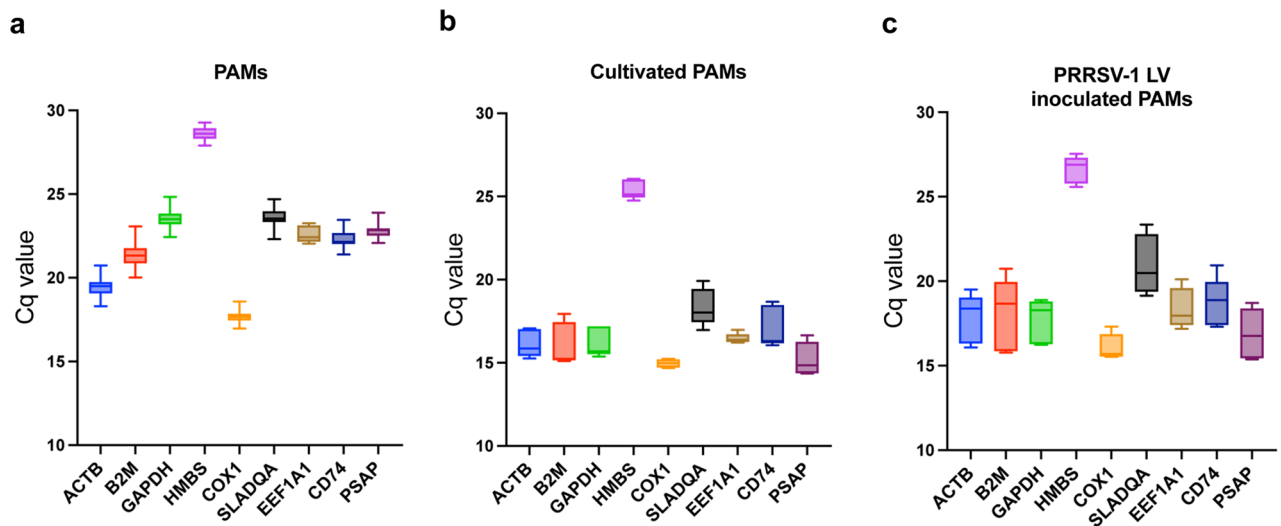 a
PAMs
Cq value
30
25
20
15
10
ACTB
B2M
GAPDH
HMBS
COX1
SLADQA
EEF1A1
CD74
PSAP
b
Cultivated PAMs
Cq value
30
25
20
15
10
ACTB
B2M
GAPDH
HMBS
COX1
SLADQA
EEF1A1
CD74
PSAP
c
PRRSV-1 LV
inoculated PAMs
Cq value
30
25
20
15
10
ACTB
B2M
GAPDH
HMBS
COX1
SLADQA
EEF1A1
CD74
PSAP